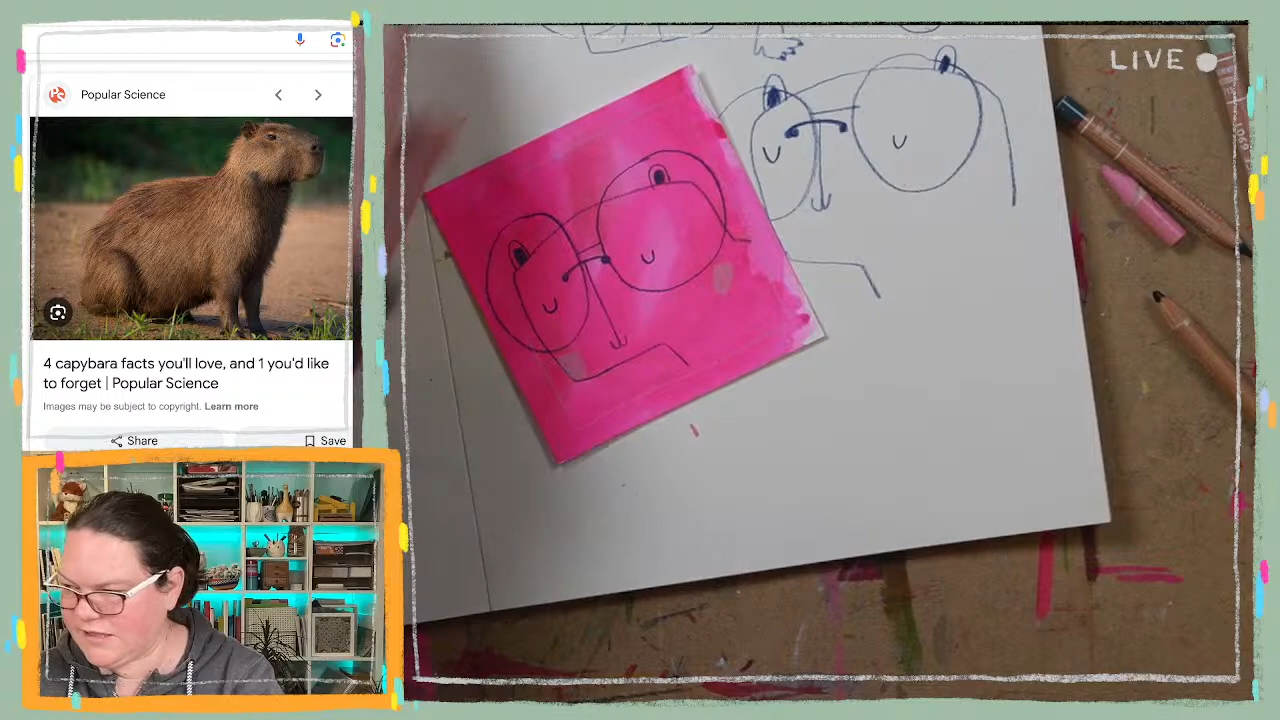 Popular Science
4 capybara facts you'll love, and 1 you'd like
to forget | Popular Science
Images may be subject to copyright. Learn more
Share
Save
LIVE
1069